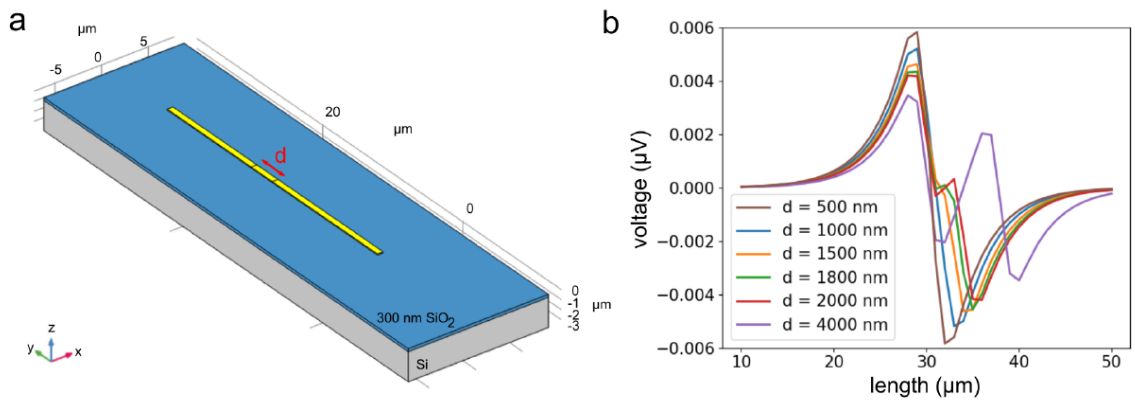 a
µm
5
0
-5
20
µm
d
0
0
-1
-2
-3
µm
300 nm SiO₂
Si
z
y
x
b
0.006
0.004
0.002
0.000
-0.002
-0.004
-0.006
voltage (µV)
d = 500 nm
d = 1000 nm
d = 1500 nm
d = 1800 nm
d = 2000 nm
d = 4000 nm
10 20 30 40 50
length (µm)